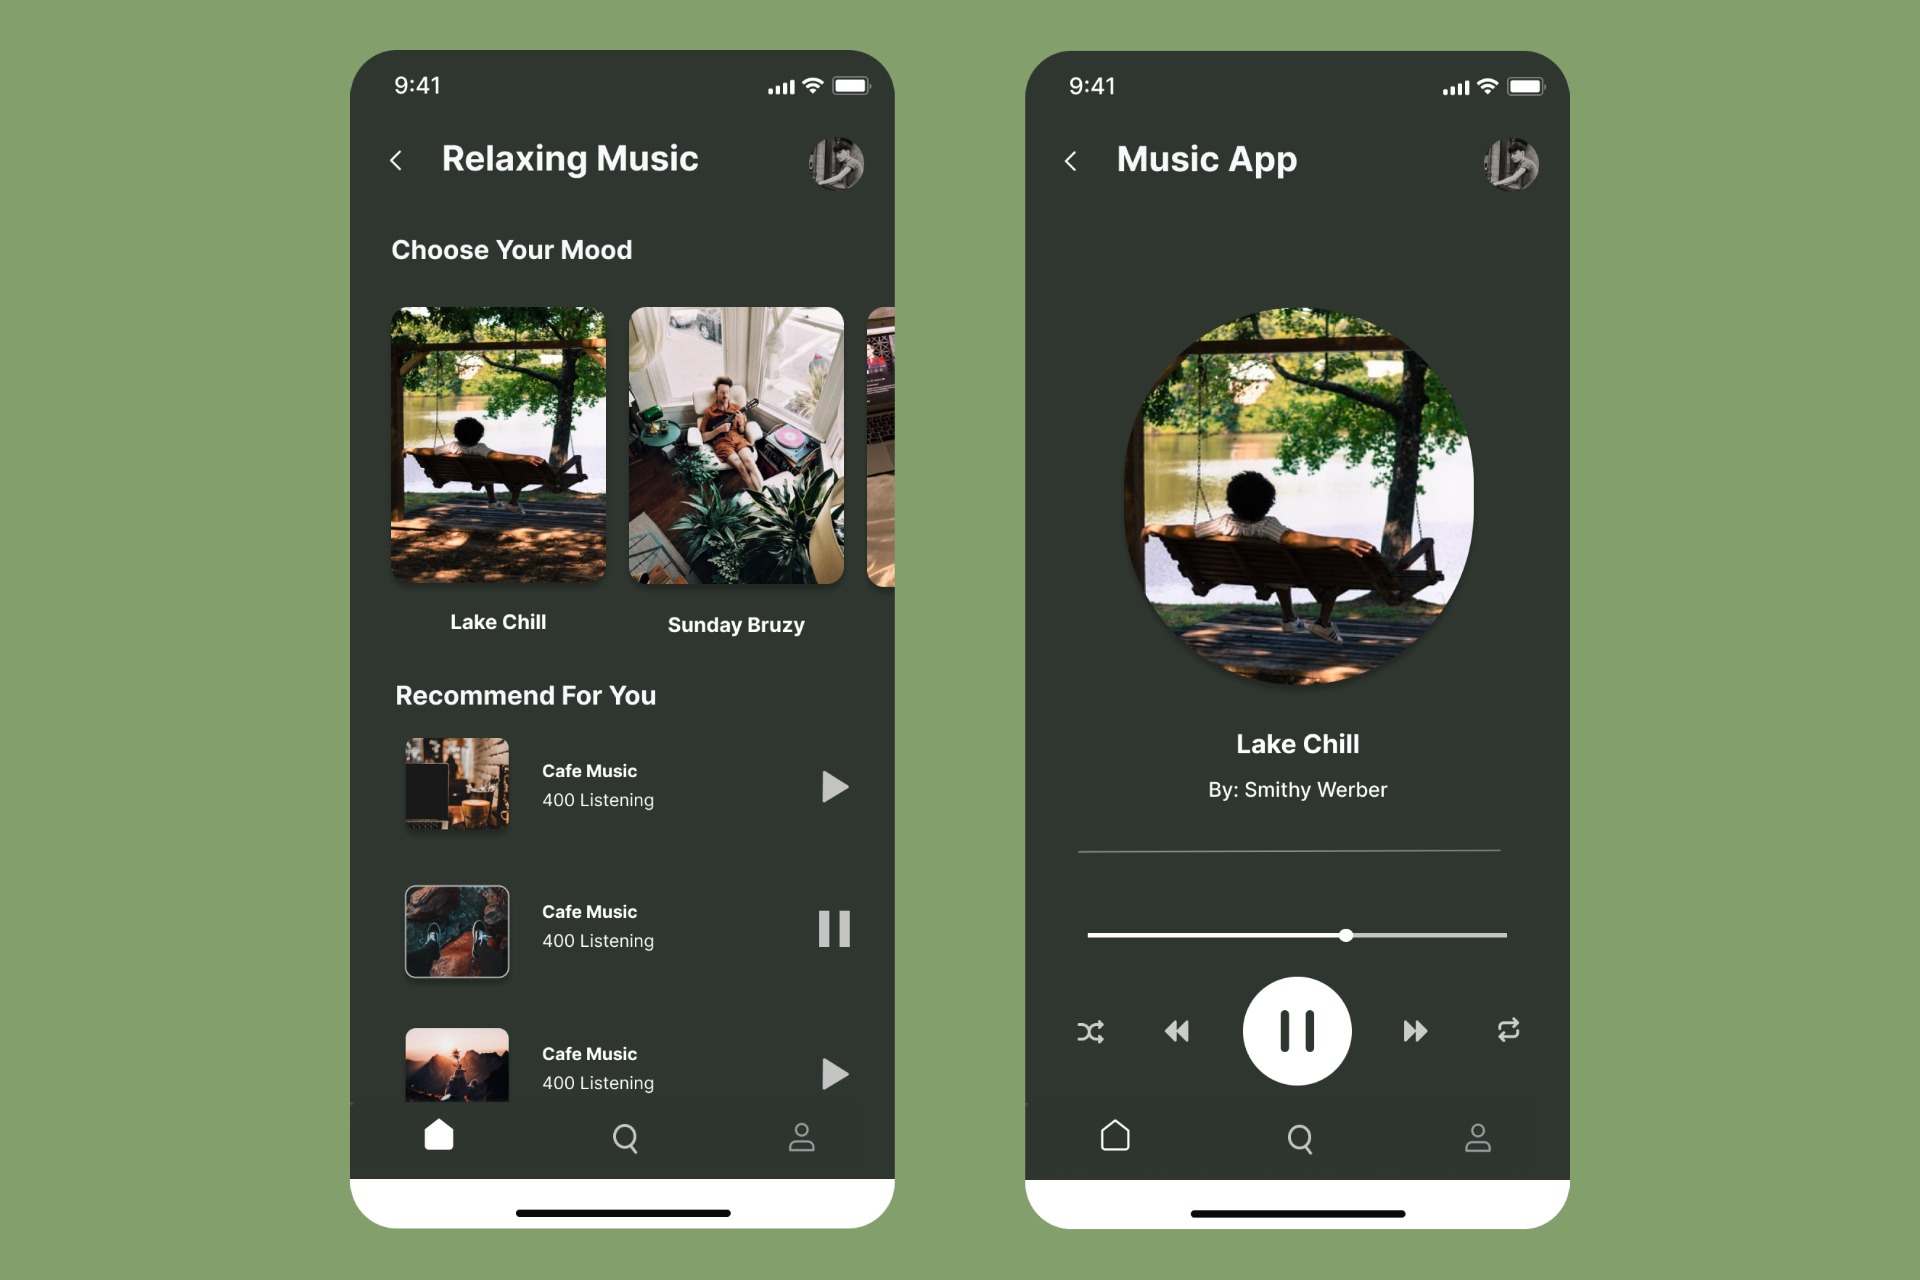 9:41
Relaxing Music
Choose Your Mood
Lake Chill
Sunday Bruzy
Recommend For You
Cafe Music
400 Listening
Cafe Music
400 Listening
Cafe Music
400 Listening
9:41
Music App
Lake Chill
By: Smithy Werber